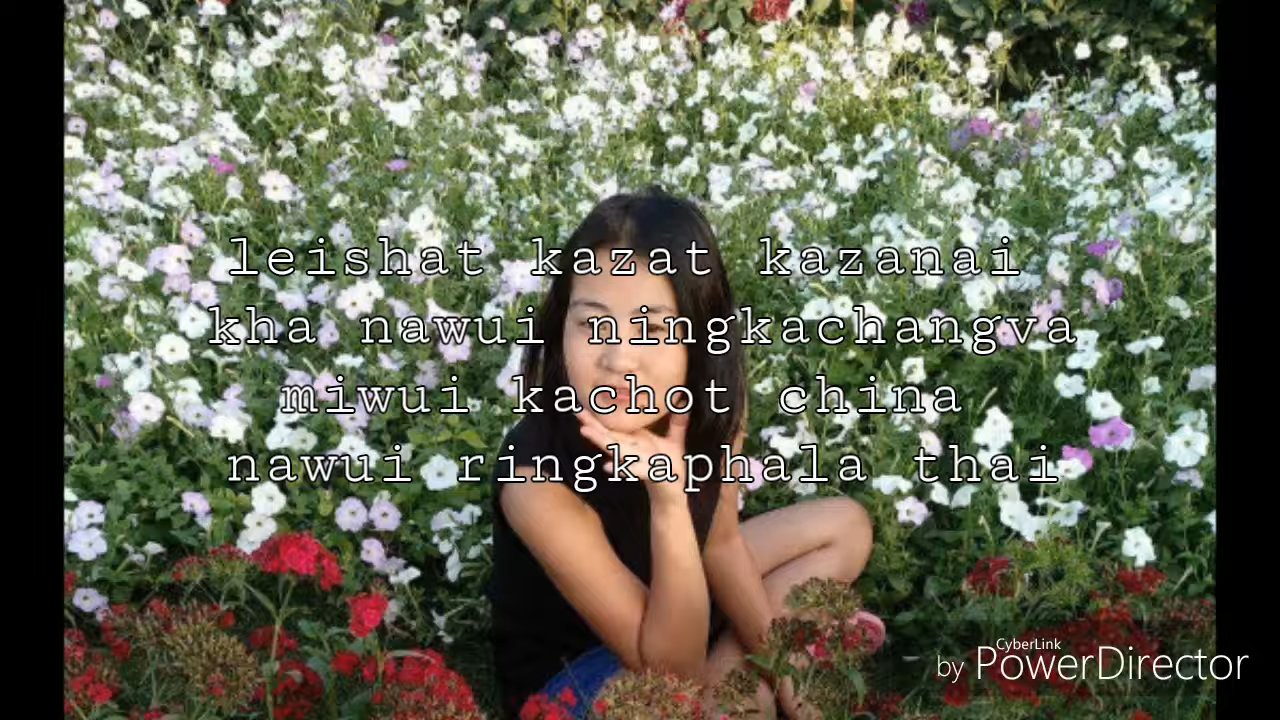 leishat kazat kazanai
kha nawui ningkachangva
miwui kachot china
nawui ringkaphala thai
CyberLink
by PowerDirector